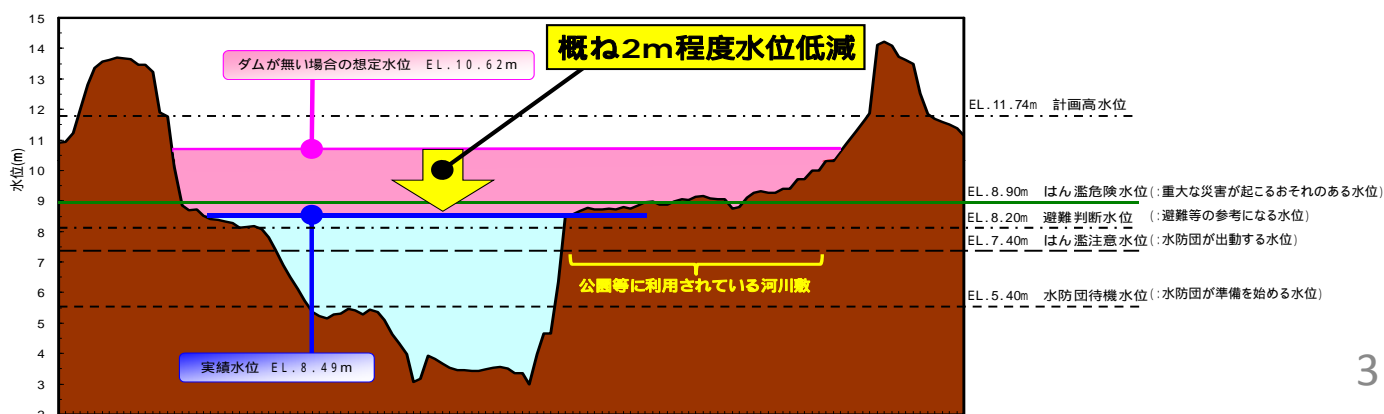 概ね2m程度水位低減
ダムが無い場合の想定水位 EL.10.62m
水位(m)
15
14
13
12
11
10
9
8
7
6
5
4
3
EL.11.74m 計画高水位
EL.8.90m はん濫危険水位(:重大な災害が起こるおそれのある水位)
EL.8.20m 避難判断水位 (:避難等の参考になる水位)
EL.7.40m はん濫注意水位(:水防団が出動する水位)
公園等に利用されている河川敷
EL.5.40m 水防団待機水位(:水防団が準備を始める水位)
実績水位 EL.8.49m
3